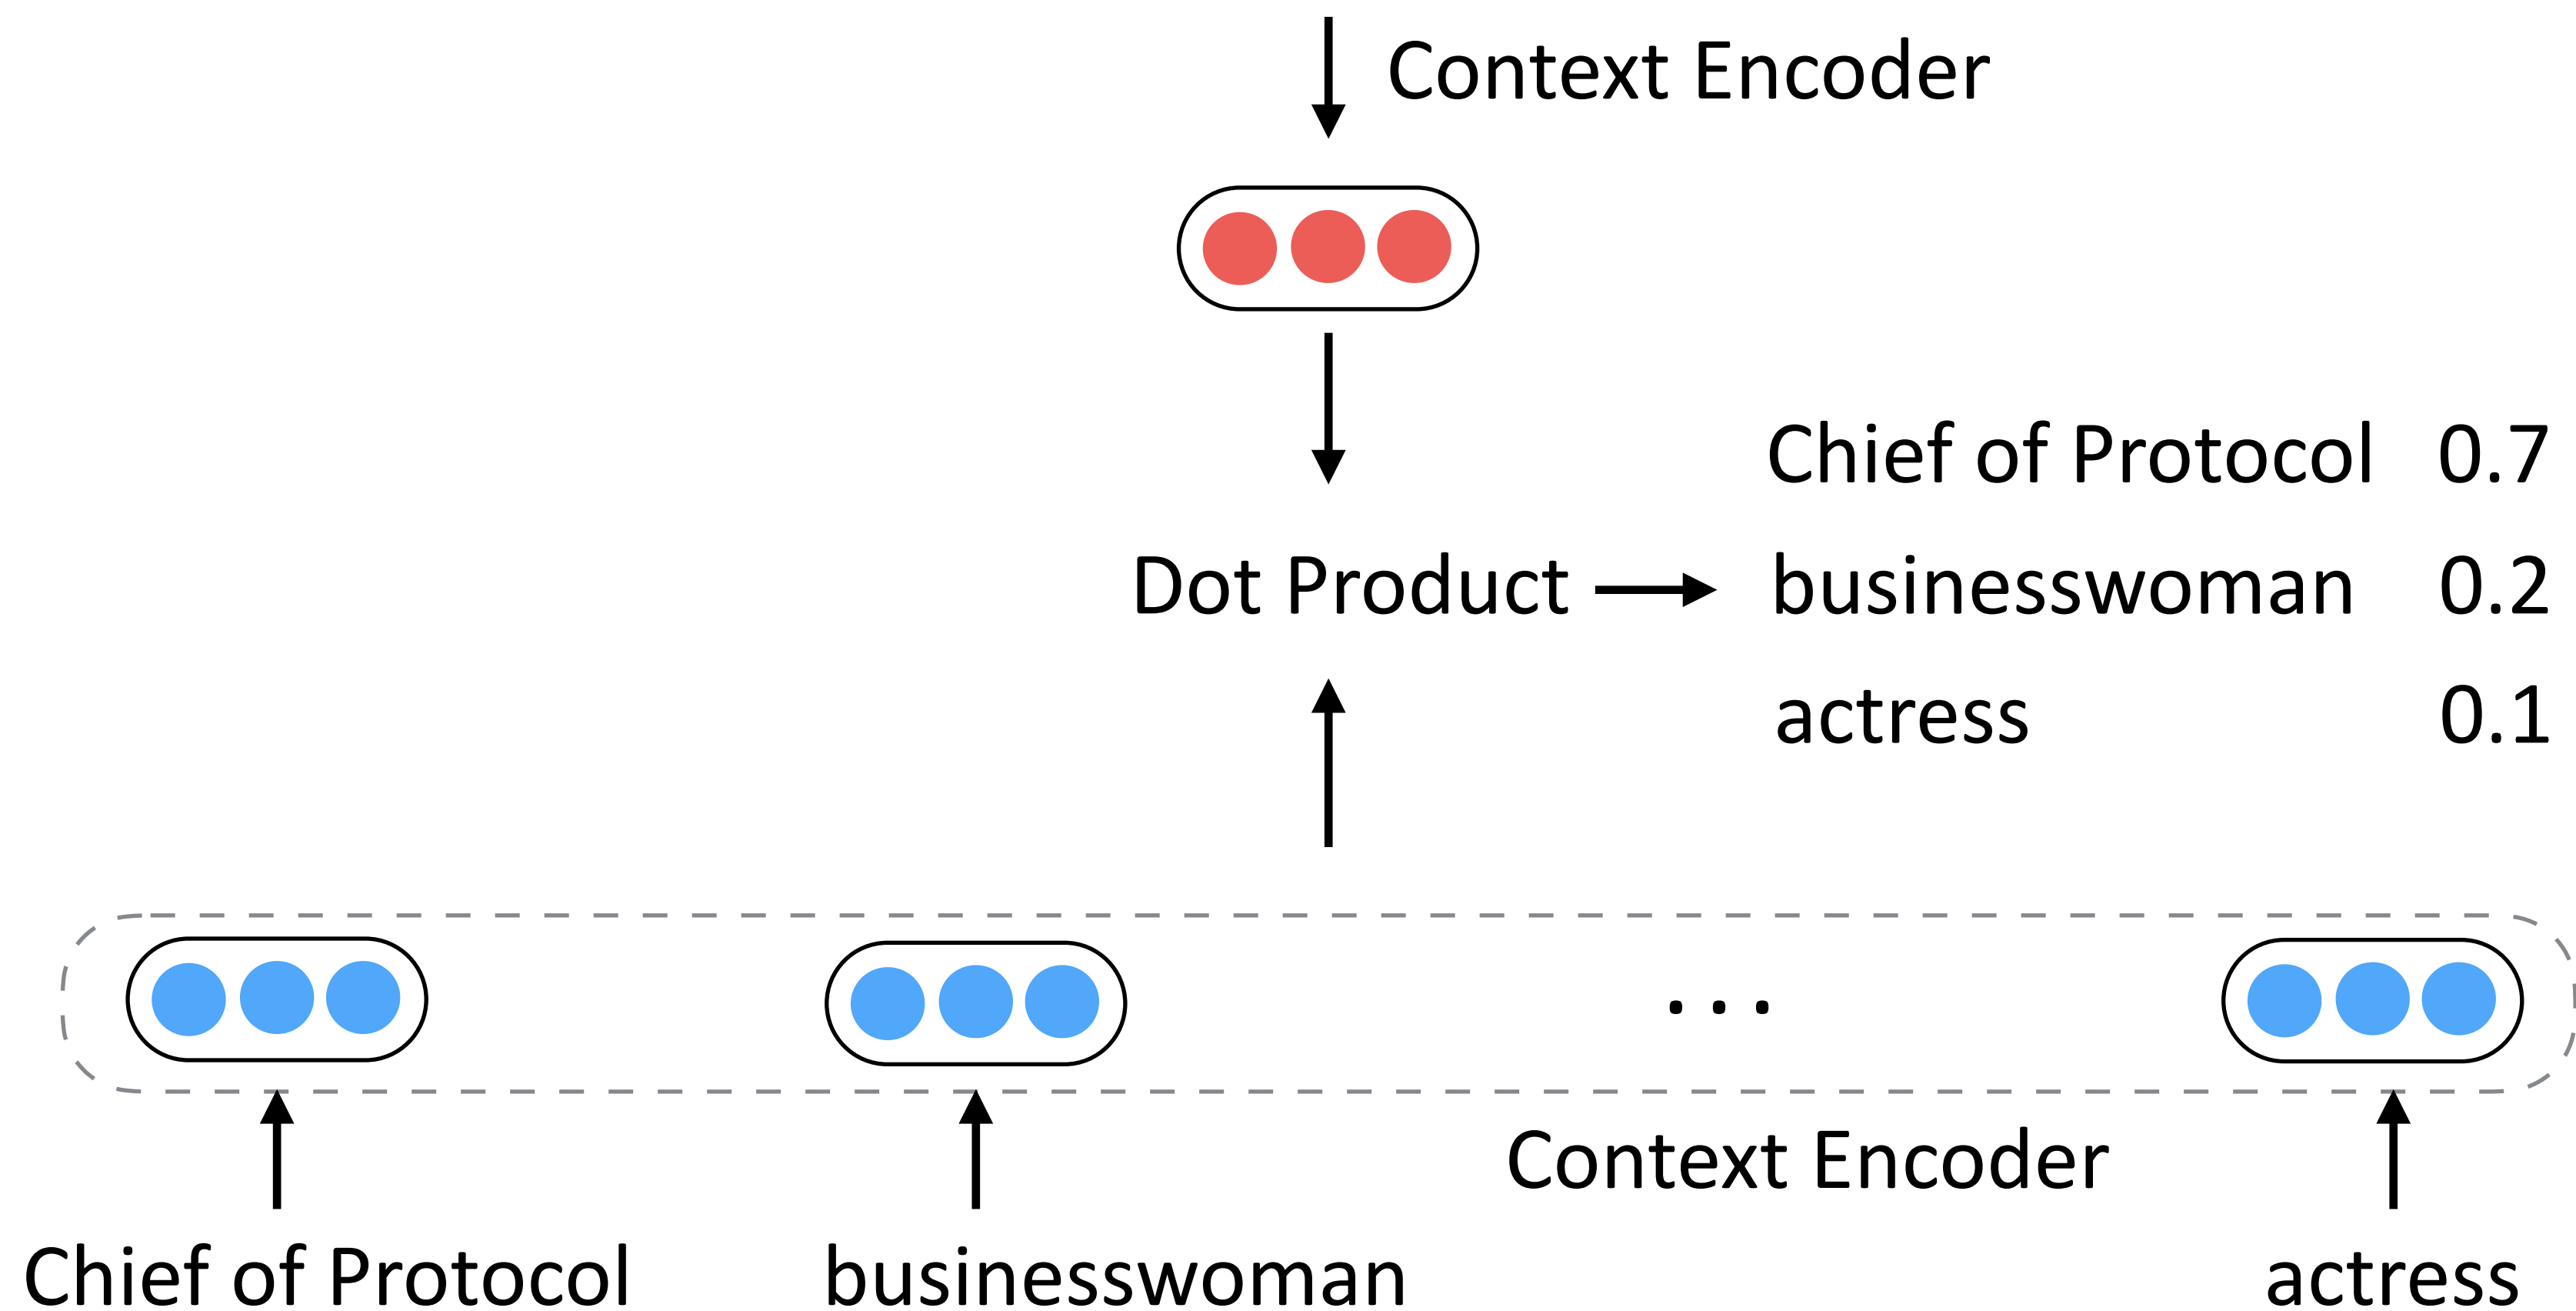 Context Encoder
Chief of Protocol 0.7
Dot Product businesswoman 0.2
actress 0.1
...
Context Encoder
Chief of Protocol businesswoman actress